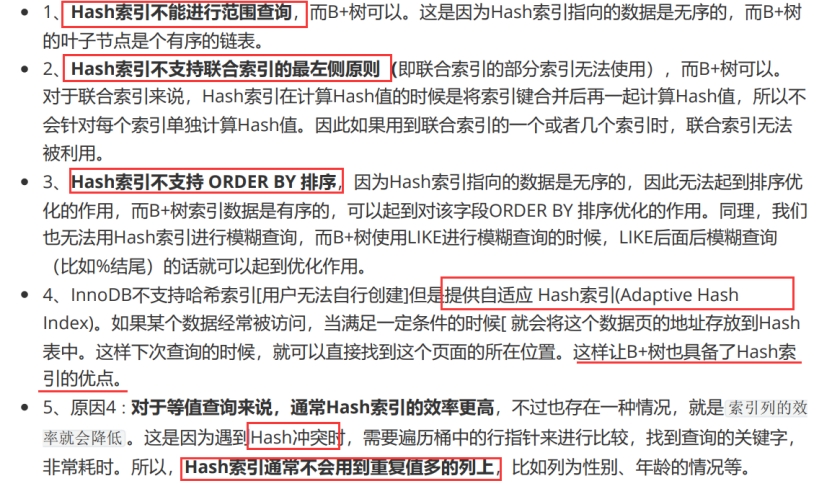 • 1、Hash索引不能进行范围查询，而B+树可以。这是因为Hash索引指向的数据是无序的，而B+树
的叶子节点是个有序的链表。
• 2、Hash索引不支持联合索引的最左侧原则（即联合索引的部分索引无法使用），而B+树可以。
对于联合索引来说，Hash索引在计算Hash值的时候是将索引键合并后再一起计算Hash值，所以不
会针对每个索引单独计算Hash值。因此如果用到联合索引的一个或者几个索引时，联合索引无法
被利用。
• 3、Hash索引不支持 ORDER BY 排序，因为Hash索引指向的数据是无序的，因此无法起到排序优
化的作用，而B+树索引数据是有序的，可以起到对该字段ORDER BY 排序优化的作用。同理，我们
也无法用Hash索引进行模糊查询，而B+树使用LIKE进行模糊查询的时候，LIKE后面后模糊查询
（比如%结尾）的话就可以起到优化作用。
• 4、InnoDB不支持哈希索引[用户无法自行创建]但是提供自适应 Hash索引(Adaptive Hash
Index)。如果某个数据经常被访问，当满足一定条件的时候[ 就会将这个数据页的地址存放到Hash
表中。这样下次查询的时候，就可以直接找到这个页面的所在位置。这样让B+树也具备了Hash索
引的优点。
• 5、原因4 : 对于等值查询来说，通常Hash索引的效率更高，不过也存在一种情况，就是 索引列的效
率就会降低 。这是因为遇到Hash冲突时，需要遍历桶中的行指针来进行比较，找到查询的关键字，
非常耗时。所以，Hash索引通常不会用到重复值多的列上，比如列为性别、年龄的情况等。